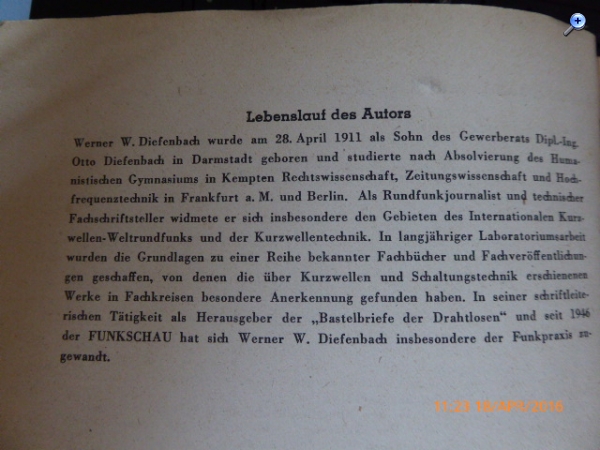 Lebenslauf des Autors
Werner W. Diefenbach wurde am 28. April 1911 als Sohn des Gewerberats Dipl.-Ing.
Otto Diefenbach in Darmstadt geboren und studierte nach Absolvierung des Huma-
nistischen Gymnasiums in Kempten Rechtswissenschaft, Zeitungswissenschaft und Hoch-
frequenztechnik in Frankfurt a. M. und Berlin. Als Rundfunkjournalist und technischer
Fachschriftsteller widmete er sich insbesondere den Gebieten des Internationalen Kurz-
wellen-Weltrundfunks und der Kurzwellentechnik. In langjähriger Laboratoriumsarbeit
wurden die Grundlagen zu einer Reihe bekannter Fachbücher und Fachveröffentlichun-
gen geschaffen, von denen die über Kurzwellen und Schaltungstechnik erschienenen
Werke in Fachkreisen besondere Anerkennung gefunden haben. In seiner schriftleite-
rischen Tätigkeit als Herausgeber der „Bastelbriefe der Drahtlosen“ und seit 1946
der FUNKSCHAU hat sich Werner W. Diefenbach insbesondere der Funkpraxis zu-
gewandt.